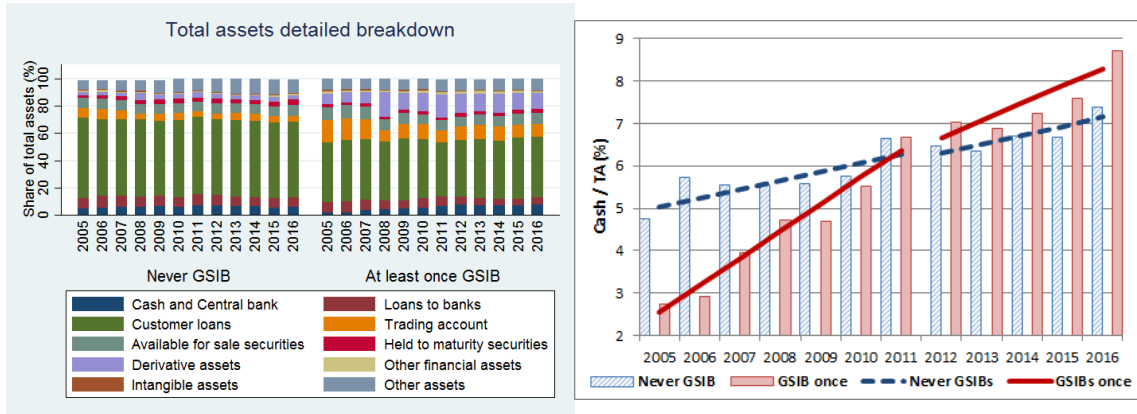 Total assets detailed breakdown
Share of total assets (%)
100
80
60
40
20
0
2005 2006 2007 2008 2009 2010 2011 2012 2013 2014 2015 2016 2005 2006 2007 2008 2009 2010 2011 2012 2013 2014 2015 2016
Never GSIB At least once GSIB
Cash and Central bank Loans to banks
Customer loans Trading account
Available for sale securities Held to maturity securities
Derivative assets Other financial assets
Intangible assets Other assets
Cash / TA (%)
9
8
7
6
5
4
3
2
2005 2006 2007 2008 2009 2010 2011 2012 2013 2014 2015 2016
Never GSIB GSIB once Never GSIBs GSIBs once